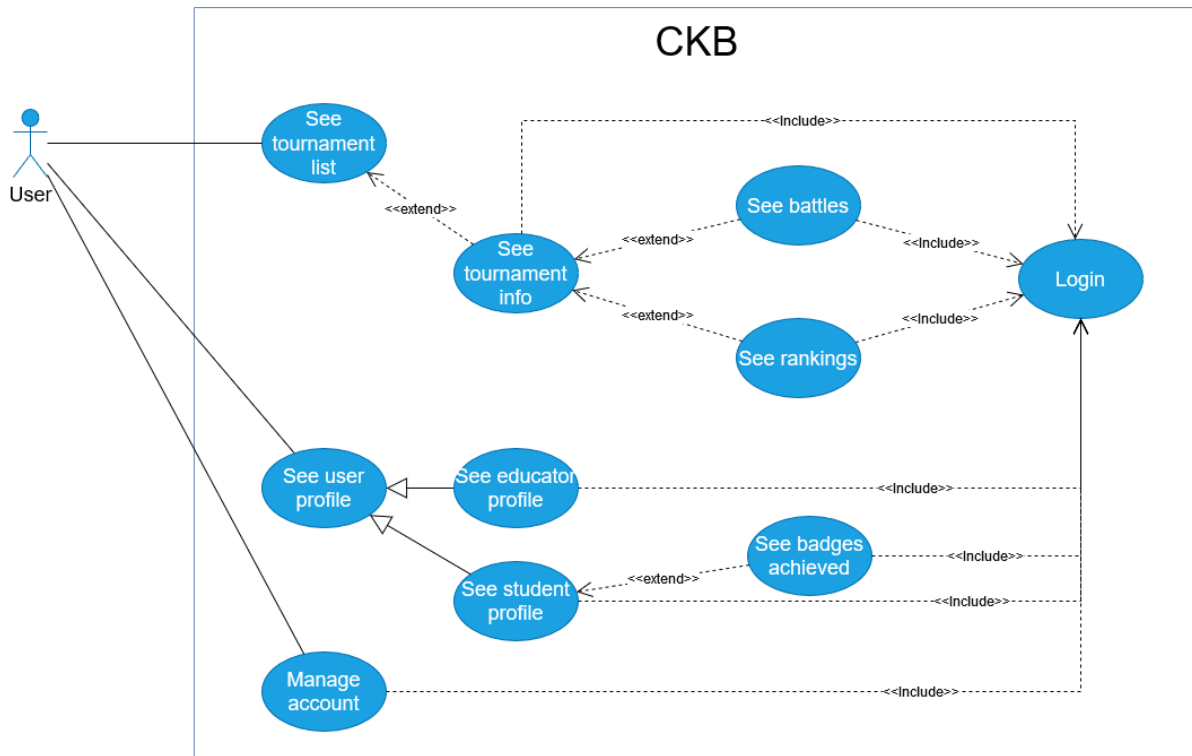 CKB
See
tournament
list
User
<<Include>>
See battles
<<extend>>
<<extend>>
<<Include>>
See
tournament
info
Login
<<extend>>
<<Include>>
See rankings
See user
profile
See educator
profile
<<Include>>
See badges
achieved
<<Include>>
<<extend>>
See student
profile
<<Include>>
Manage
account
<<Include>>